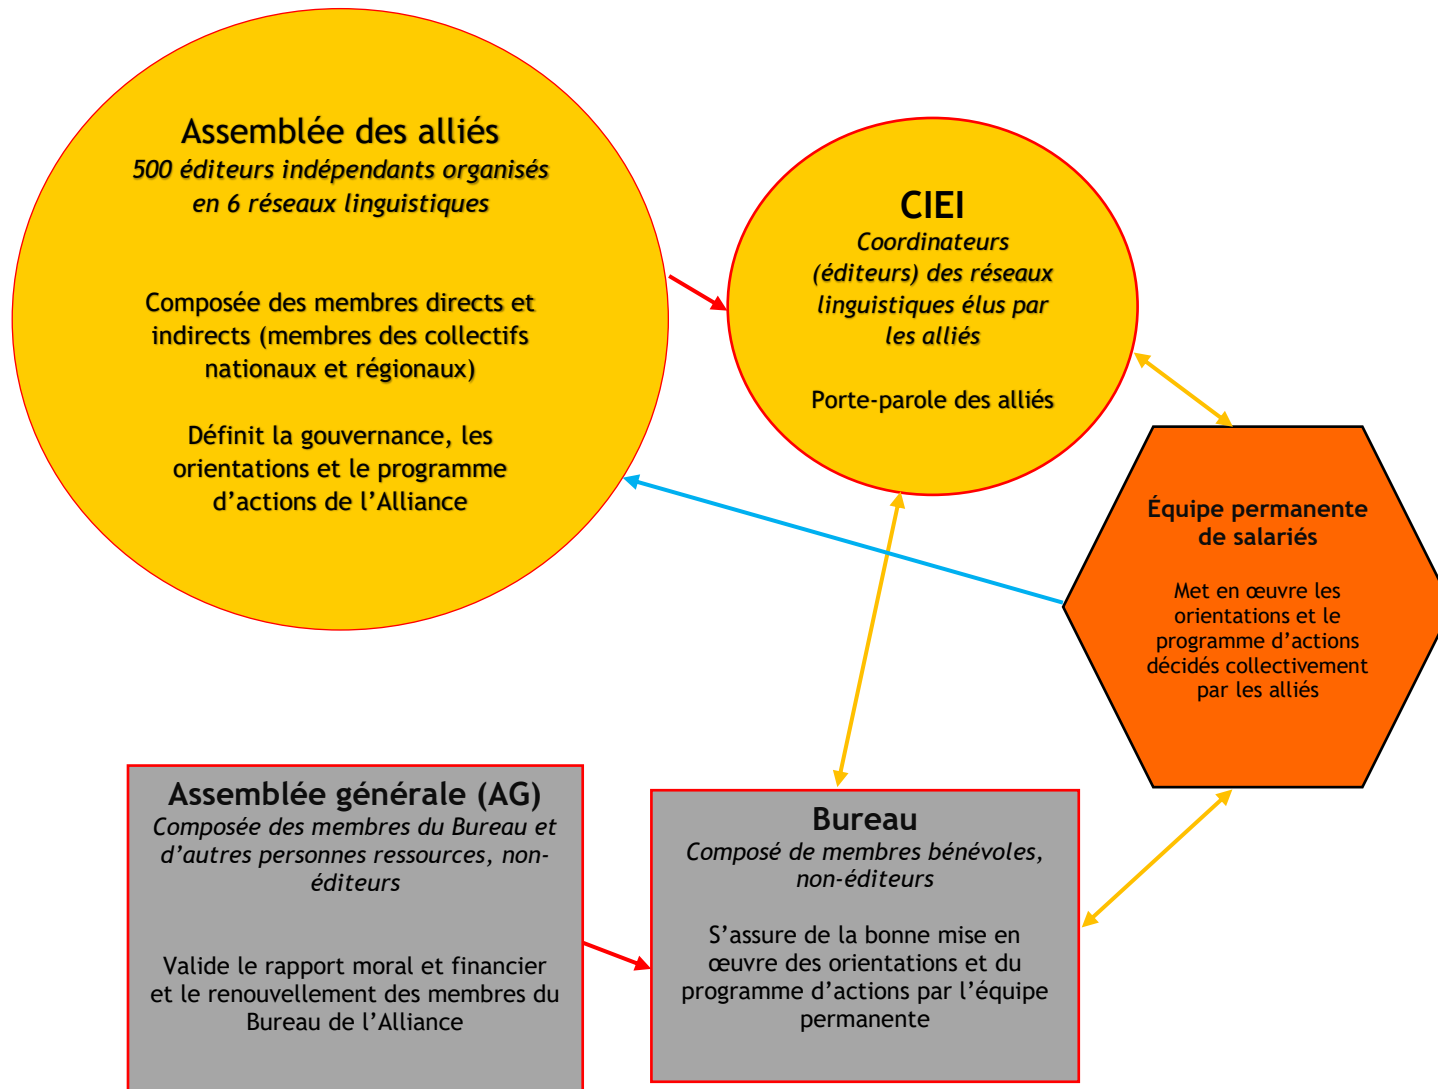 Assemblée des alliés
500 éditeurs indépendants organisés
en 6 réseaux linguistiques
Composée des membres directs et
indirects (membres des collectifs
nationaux et régionaux)
Définit la gouvernance, les
orientations et le programme
d’actions de l’Alliance
CIEI
Coordinateurs
(éditeurs) des réseaux
linguistiques élus par
les alliés
Porte-parole des alliés
Équipe permanente
de salariés
Met en œuvre les
orientations et le
programme d’actions
décidés collectivement
par les alliés
Assemblée générale (AG)
Composée des membres du Bureau et
d’autres personnes ressources, non-
éditeurs
Valide le rapport moral et financier
et le renouvellement des membres du
Bureau de l’Alliance
Bureau
Composé de membres bénévoles,
non-éditeurs
S’assure de la bonne mise en
œuvre des orientations et du
programme d’actions par l’équipe
permanente